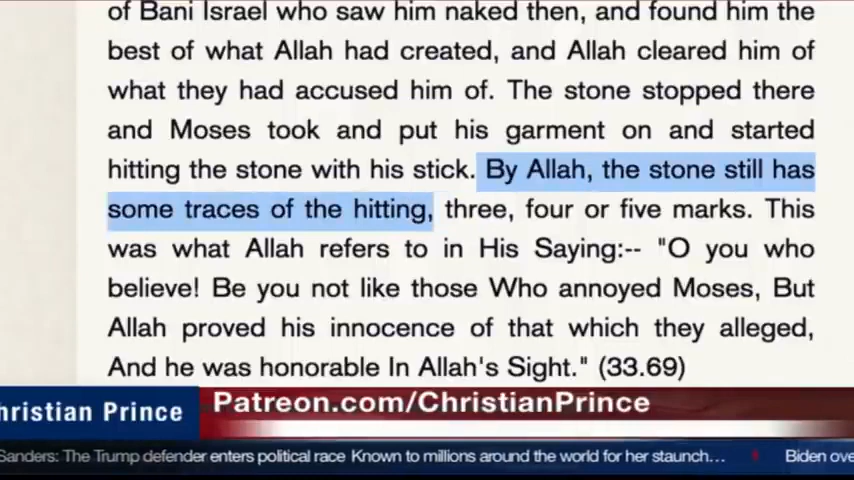 of Bani Israel who saw him naked then, and found him the
best of what Allah had created, and Allah cleared him of
what they had accused him of. The stone stopped there
and Moses took and put his garment on and started
hitting the stone with his stick. By Allah, the stone still has
some traces of the hitting, three, four or five marks. This
was what Allah refers to in His Saying:-- "O you who
believe! Be you not like those Who annoyed Moses, But
Allah proved his innocence of that which they alleged,
And he was honorable In Allah's Sight." (33.69)
hristian Prince
Patreon.com/ChristianPrince
Sanders: The Trump defender enters political race Known to millions around the world for her staunch… Biden ove